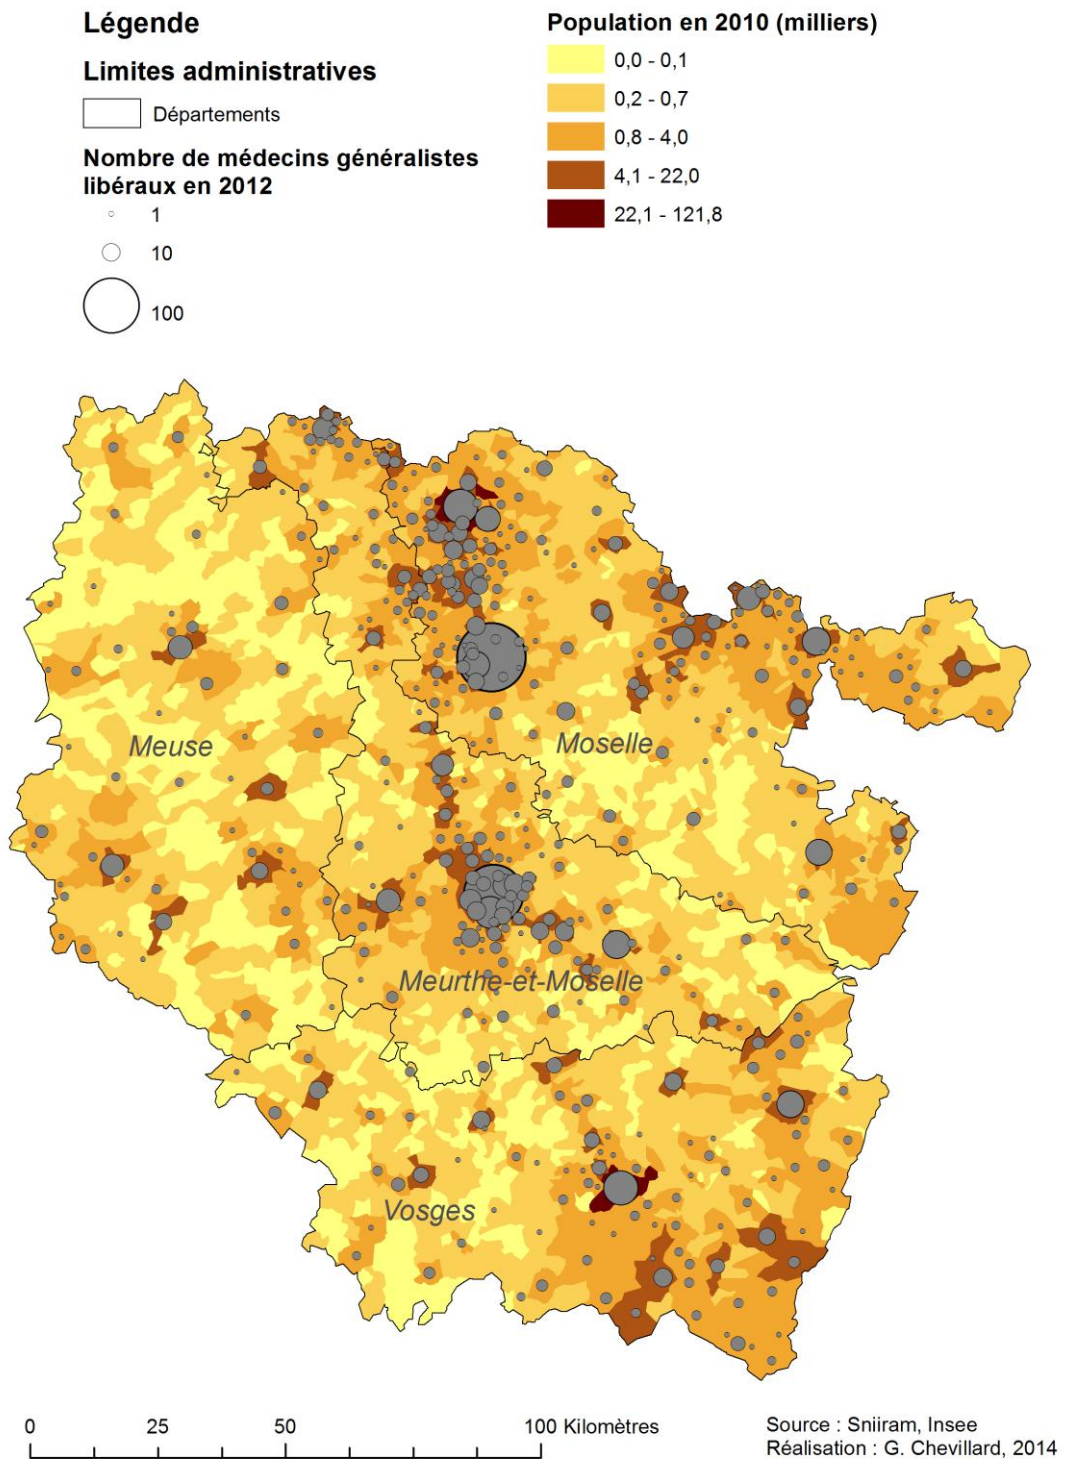 Légende
Limites administratives
Départements
Nombre de médecins généralistes
libéraux en 2012
1
10
100
Population en 2010 (milliers)
0,0 - 0,1
0,2 - 0,7
0,8 - 4,0
4,1 - 22,0
22,1 - 121,8
Meuse
Moselle
Meurthe-et-Moselle
Vosges
0 25 50 100 Kilomètres
Source : Sniiram, Insee
Réalisation : G. Chevillard, 2014